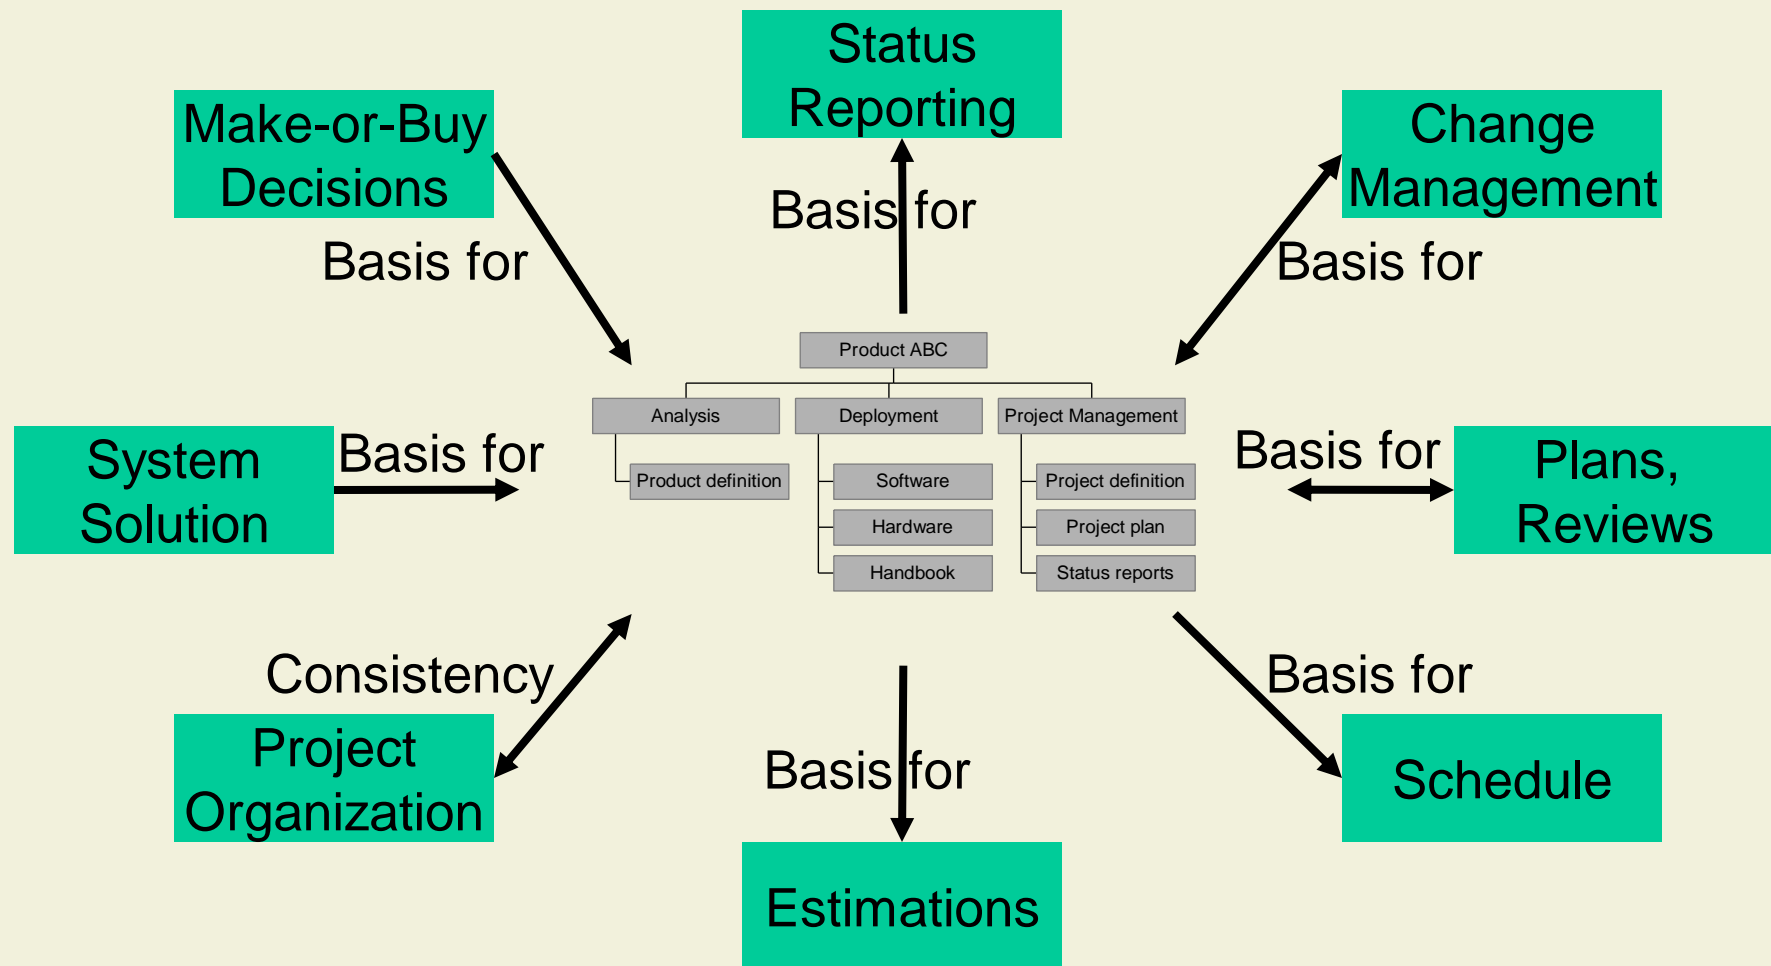 Status
Reporting
Make-or-Buy
Decisions
Change
Management
Basis for
Basis for
Basis for
Product ABC
Analysis
Deployment
Project Management
System
Solution
Basis for
Product definition
Software
Hardware
Handbook
Project definition
Project plan
Status reports
Basis for
Plans,
Reviews
Consistency
Project
Organization
Basis for
Estimations
Basis for
Schedule